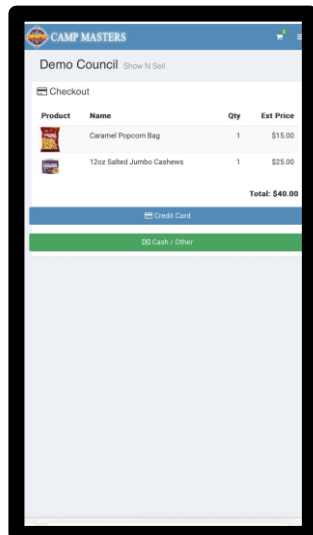 CAMP MASTERS
Demo Council Show N Sell
Checkout
Product Name Qty Ext Price
Caramel Popcorn Bag 1 $15.00
12oz Salted Jumbo Cashews 1 $25.00
Total: $40.00
Credit Card
Cash / Other